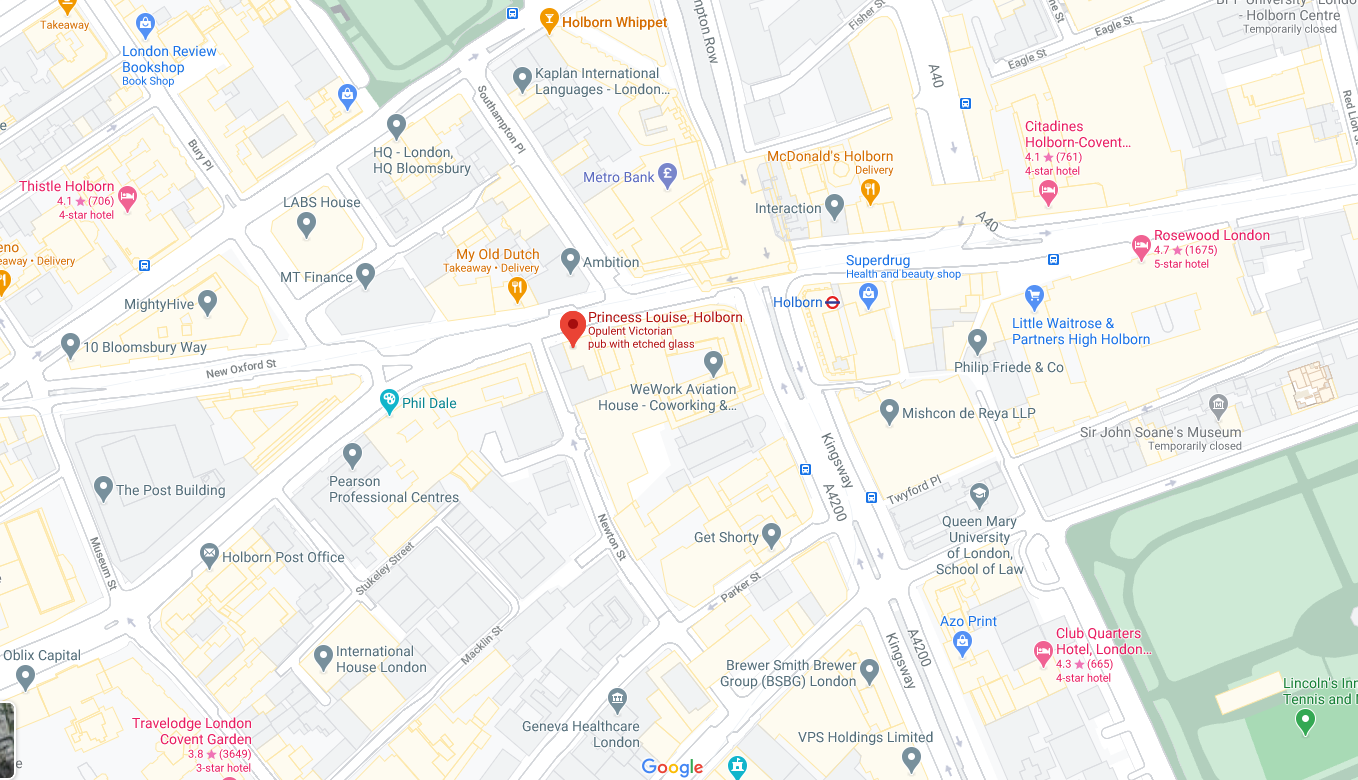 Takeaway
Holborn Whippet
London Review
Bookshop
Book Shop
Kaplan International
Languages - London...
Southampton Pl
Fisher St
Eagle St
Eagle St
- Holborn Centre
Temporarily closed
A40
Red Lion S
HQ - London,
HQ Bloomsbury
Bury Pl
Metro Bank
McDonald's Holborn
Delivery
Citadines
Holborn-Covent...
4.1 ★ (761)
4-star hotel
Thistle Holborn
4.1 ★ (706)
4-star hotel
LABS House
Interaction
A40
Rosewood London
4.7 ★ (1675)
5-star hotel
My Old Dutch
Takeaway • Delivery
Ambition
MT Finance
eno
eaway • Delivery
Superdrug
Health and beauty shop
Holborn
MightyHive
Princess Louise, Holborn
Opulent Victorian
pub with etched glass
Little Waitrose &
Partners High Holborn
10 Bloomsbury Way
New Oxford St
Philip Friede & Co
WeWork Aviation
House - Coworking &...
Phil Dale
Mishcon de Reya LLP
Sir John Soane's Museum
Temporarily closed
Kingsway
A4200
Twyford Pl
Pearson
Professional Centres
The Post Building
Queen Mary
University
of London,
School of Law
Get Shorty
Newton St
Museum St
Holborn Post Office
Stukeley Street
Parker St
Macklin St
Azo Print
Club Quarters
Hotel, London...
4.3 ★ (665)
4-star hotel
Kingsway
A4200
Oblix Capital
International
House London
Brewer Smith Brewer
Group (BSBG) London
Lincoln's Inn
Tennis and
Geneva Healthcare
London
Travelodge London
Covent Garden
3.8 ★ (3649)
3-star hotel
VPS Holdings Limited
Google